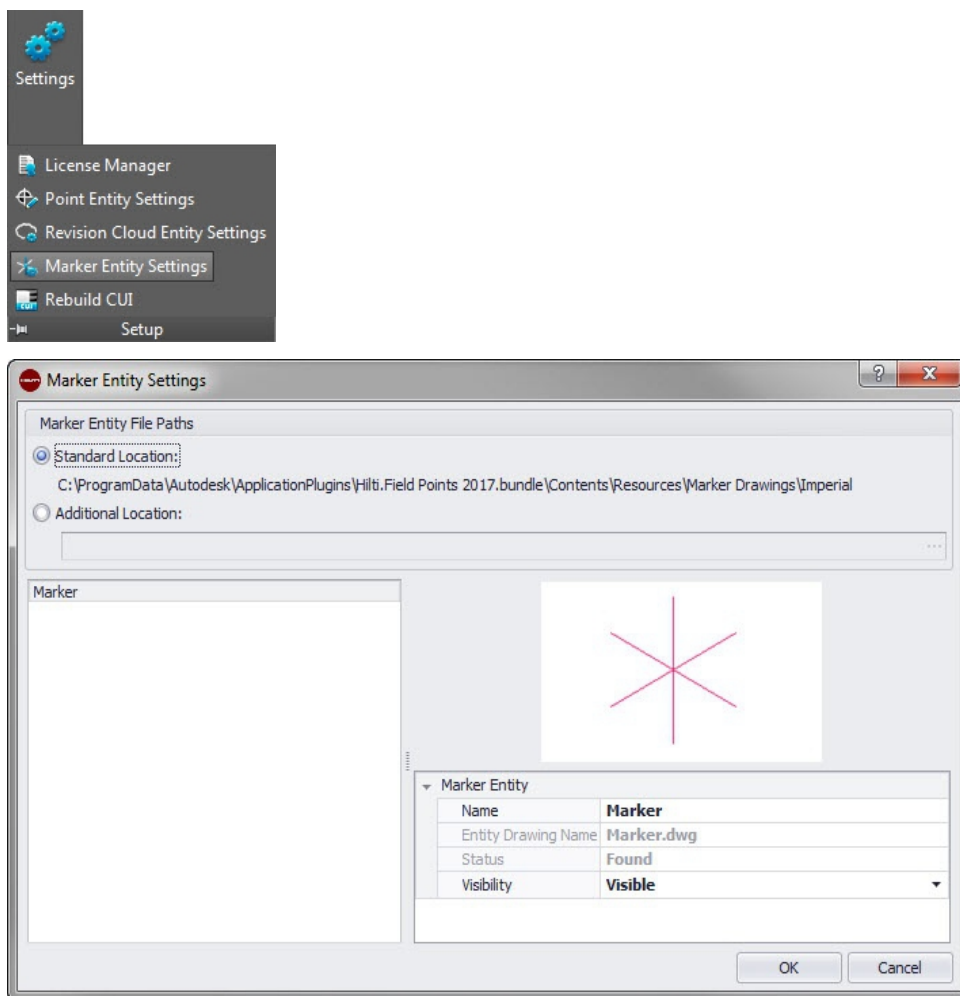 Settings
License Manager
Point Entity Settings
Revision Cloud Entity Settings
Marker Entity Settings
Rebuild CUI
Setup
Marker Entity Settings
Marker Entity File Paths
Standard Location:
C:\ProgramData\Autodesk\ApplicationPlugins\Hilti.Field Points 2017.bundle\Contents\Resources\Marker Drawings\Imperial
Additional Location:
...
Marker
Marker Entity
Name Marker
Entity Drawing Name Marker.dwg
Status Found
Visibility Visible
OK Cancel